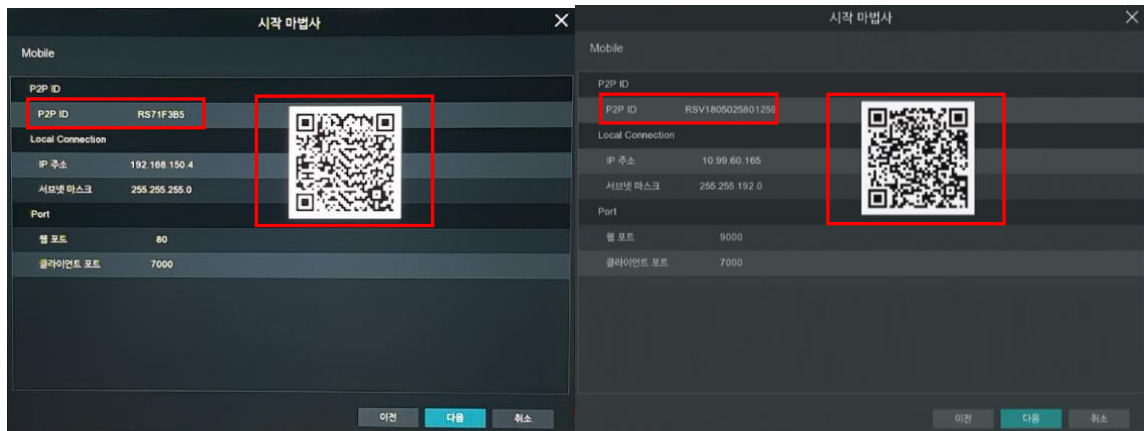 시작 마법사
Mobile
P2P ID
P2P ID RS71F3B5
Local Connection
IP 주소 192.168.150.4
서브넷 마스크 255.255.255.0
Port
웹 포트 80
클라이언트 포트 7000
이전 다음 취소
시작 마법사
Mobile
P2P ID
P2P ID RSV1805025801259
Local Connection
IP 주소 10.99.60.165
서브넷 마스크 255.255.192.0
Port
웹 포트 9000
클라이언트 포트 7000
이전 다음 취소